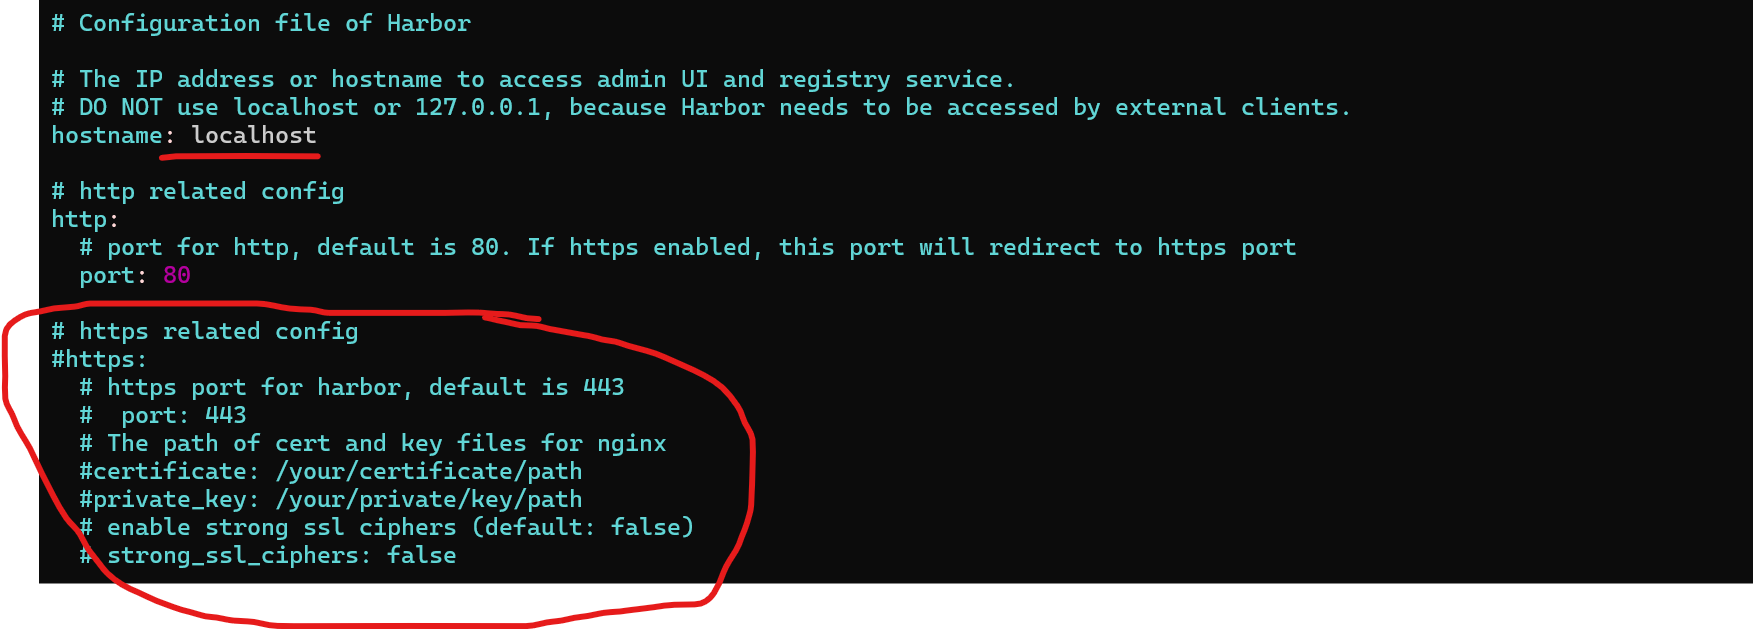 # Configuration file of Harbor
# The IP address or hostname to access admin UI and registry service.
# DO NOT use localhost or 127.0.0.1, because Harbor needs to be accessed by external clients.
hostname: localhost
# http related config
http:
# port for http, default is 80. If https enabled, this port will redirect to https port
port: 80
# https related config
#https:
# https port for harbor, default is 443
#  port: 443
# The path of cert and key files for nginx
#certificate: /your/certificate/path
#private_key: /your/private/key/path
# enable strong ssl ciphers (default: false)
# strong_ssl_ciphers: false